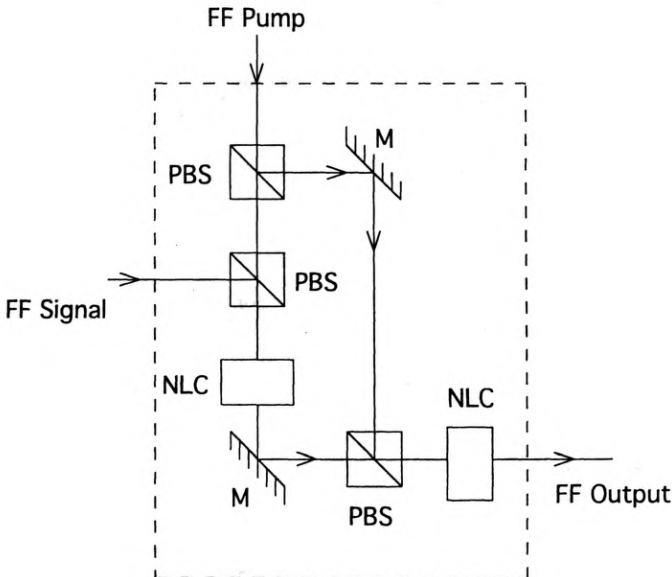 FF Pump
M
PBS
PBS
FF Signal
NLC
NLC
M
PBS
FF Output